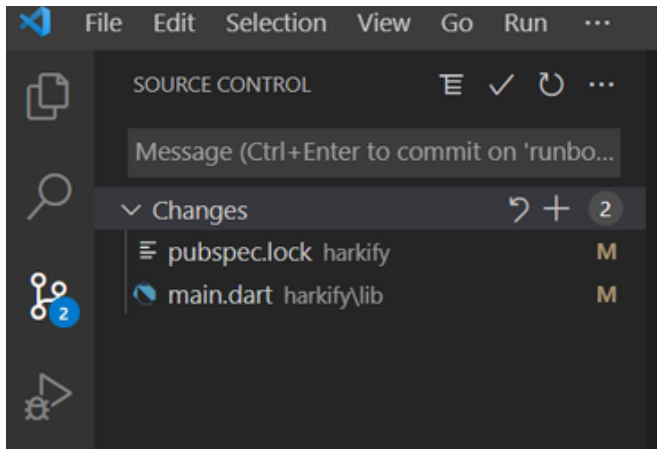 File Edit Selection View Go Run ···
SOURCE CONTROL
Message (Ctrl+Enter to commit on 'runbo...
Changes 2
pubspec.lock harkify M
main.dart harkify\lib M
2